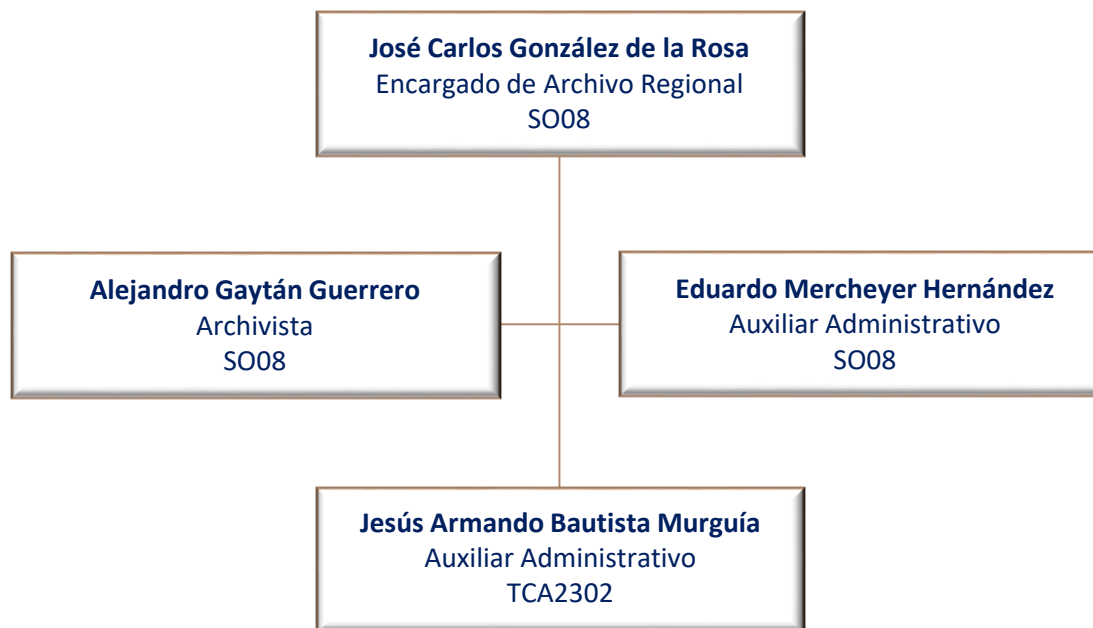 José Carlos González de la Rosa
Encargado de Archivo Regional
SO08
Alejandro Gaytán Guerrero
Archivista
SO08
Eduardo Mercheyer Hernández
Auxiliar Administrativo
SO08
Jesús Armando Bautista Murguía
Auxiliar Administrativo
TCA2302